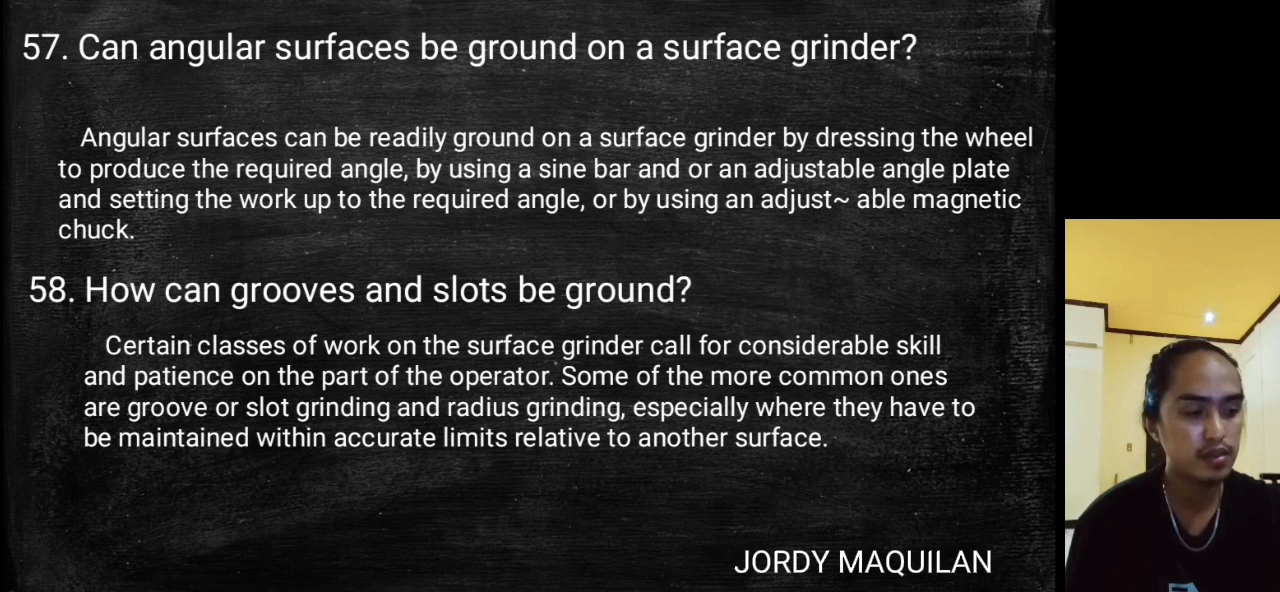 57. Can angular surfaces be ground on a surface grinder?
Angular surfaces can be readily ground on a surface grinder by dressing the wheel
to produce the required angle, by using a sine bar and or an adjustable angle plate
and setting the work up to the required angle, or by using an adjust~ able magnetic
chuck.
58. How can grooves and slots be ground?
Certain classes of work on the surface grinder call for considerable skill
and patience on the part of the operator. Some of the more common ones
are groove or slot grinding and radius grinding, especially where they have to
be maintained within accurate limits relative to another surface.
JORDY MAQUILAN